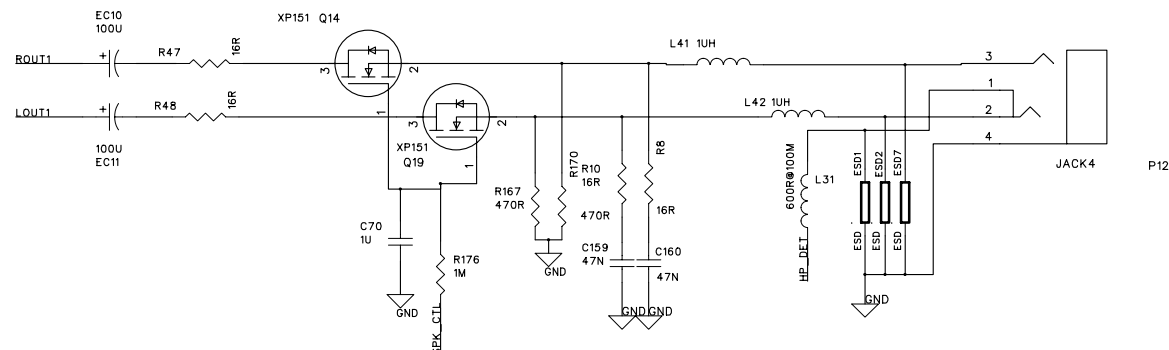 EC10
100U
ROUT1
+
R47
16R
XP151 Q14
3
2
1
L41 1UH
3
1
2
4
JACK4
P12
LOUT1
+
100U
EC11
R48
16R
3
2
XP151
Q19
1
L42 1UH
R167
470R
R170
470R
R10
16R
R8
16R
C159
47N
C160
47N
GND
GND
GND
C70
1U
GND
R176
1M
SPK_CTL
600R@100M
L31
HP_DET
ESD1
ESD2
ESD7
ESD
ESD
ESD
GND